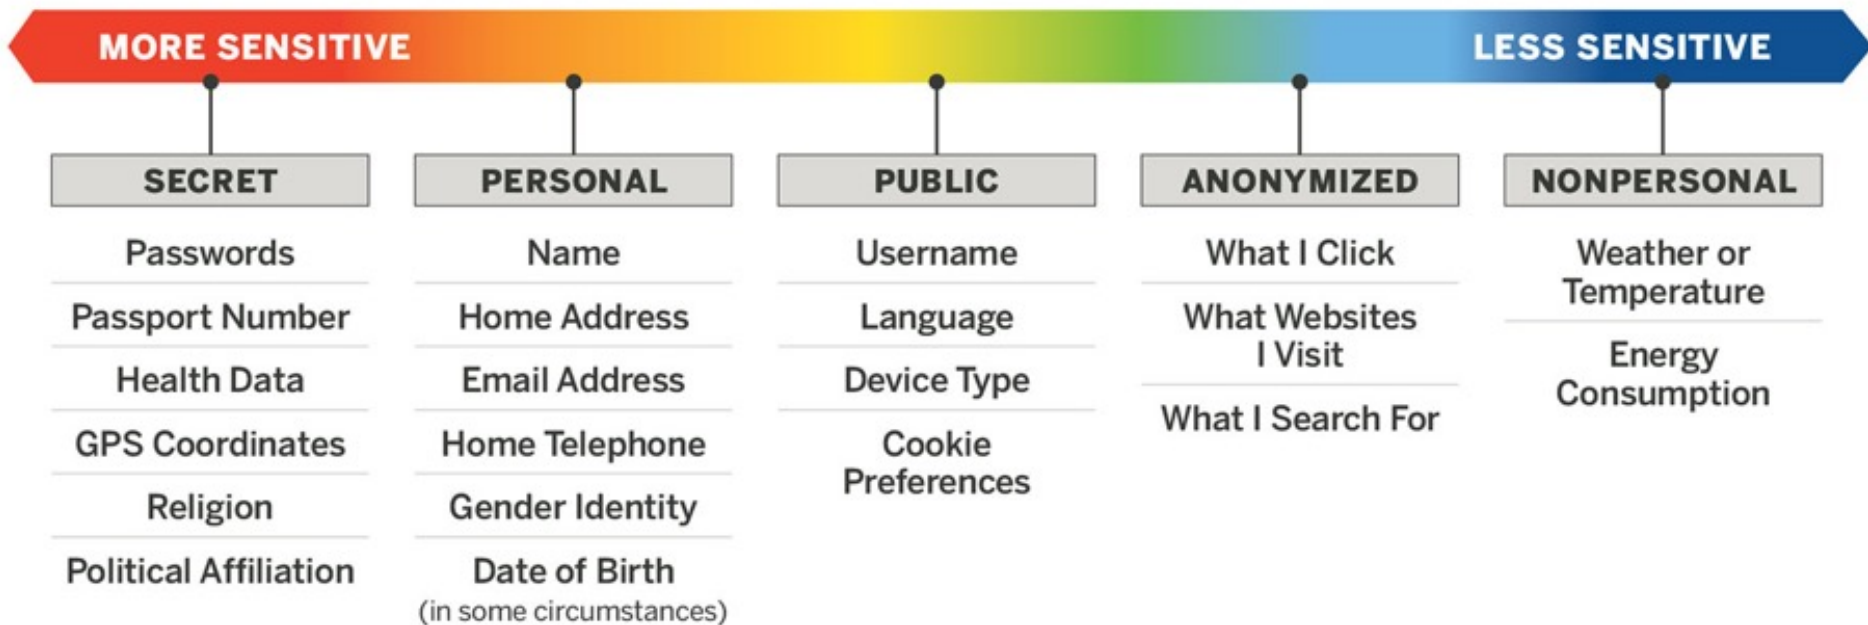 MORE SENSITIVE
LESS SENSITIVE
SECRET
Passwords
Passport Number
Health Data
GPS Coordinates
Religion
Political Affiliation
PERSONAL
Name
Home Address
Email Address
Home Telephone
Gender Identity
Date of Birth
(in some circumstances)
PUBLIC
Username
Language
Device Type
Cookie
Preferences
ANONYMIZED
What I Click
What Websites
I Visit
What I Search For
NONPERSONAL
Weather or
Temperature
Energy
Consumption